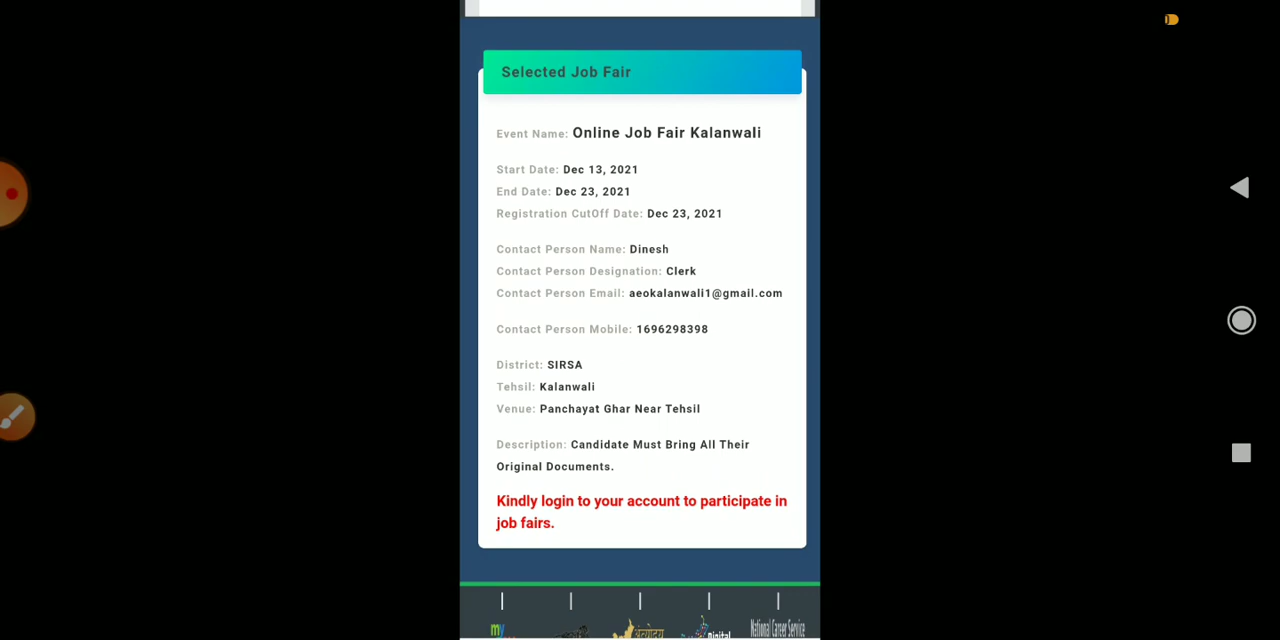 Selected Job Fair
Event Name: Online Job Fair Kalanwali
Start Date: Dec 13, 2021
End Date: Dec 23, 2021
Registration CutOff Date: Dec 23, 2021
Contact Person Name: Dinesh
Contact Person Designation: Clerk
Contact Person Email: aeokalanwali1@gmail.com
Contact Person Mobile: 1696298398
District: SIRSA
Tehsil: Kalanwali
Venue: Panchayat Ghar Near Tehsil
Description: Candidate Must Bring All Their
Original Documents.
Kindly login to your account to participate in
job fairs.
my Digital National Career Service